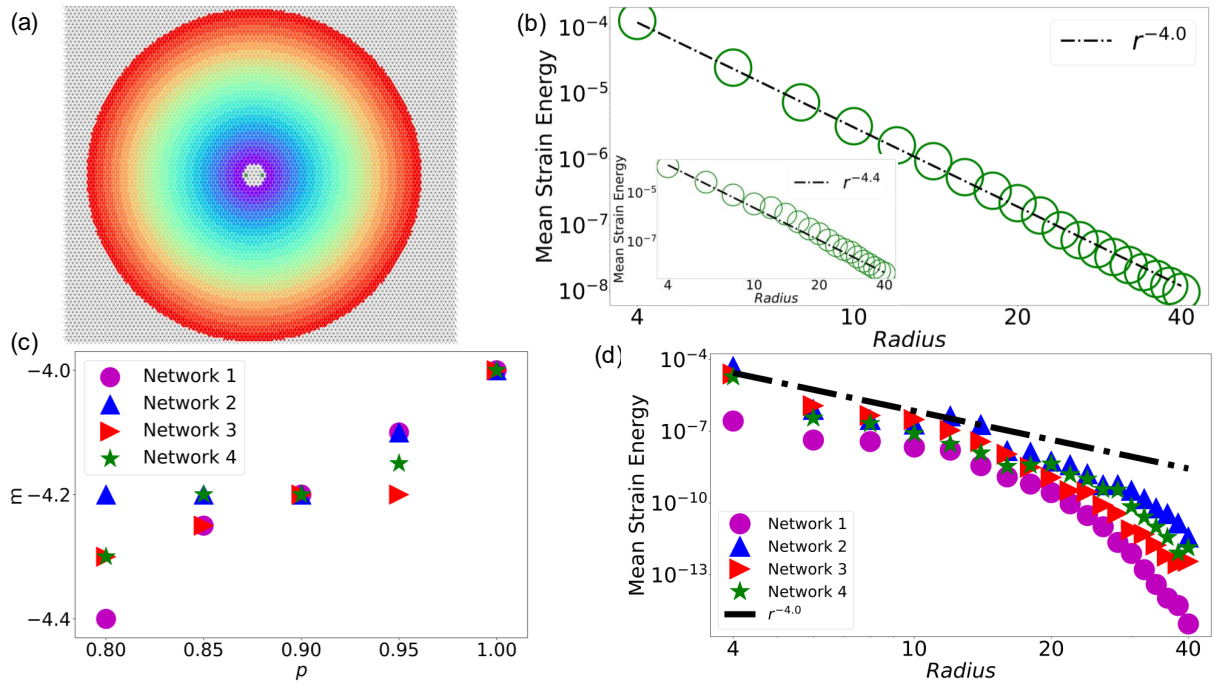 (a)
(b)
Mean Strain Energy
10⁻⁴
10⁻⁵
10⁻⁶
10⁻⁷
10⁻⁸
r⁻⁴·⁰
4
10
20
40
Radius
Mean Strain Energy
10⁻⁵
10⁻⁷
r⁻⁴·⁴
4
10
20
40
Radius
(c)
m
−4.0
−4.2
−4.4
Network 1
Network 2
Network 3
Network 4
0.80
0.85
0.90
0.95
1.00
p
(d)
Mean Strain Energy
10⁻⁴
10⁻⁷
10⁻¹⁰
10⁻¹³
Network 1
Network 2
Network 3
Network 4
r⁻⁴·⁰
4
10
20
40
Radius